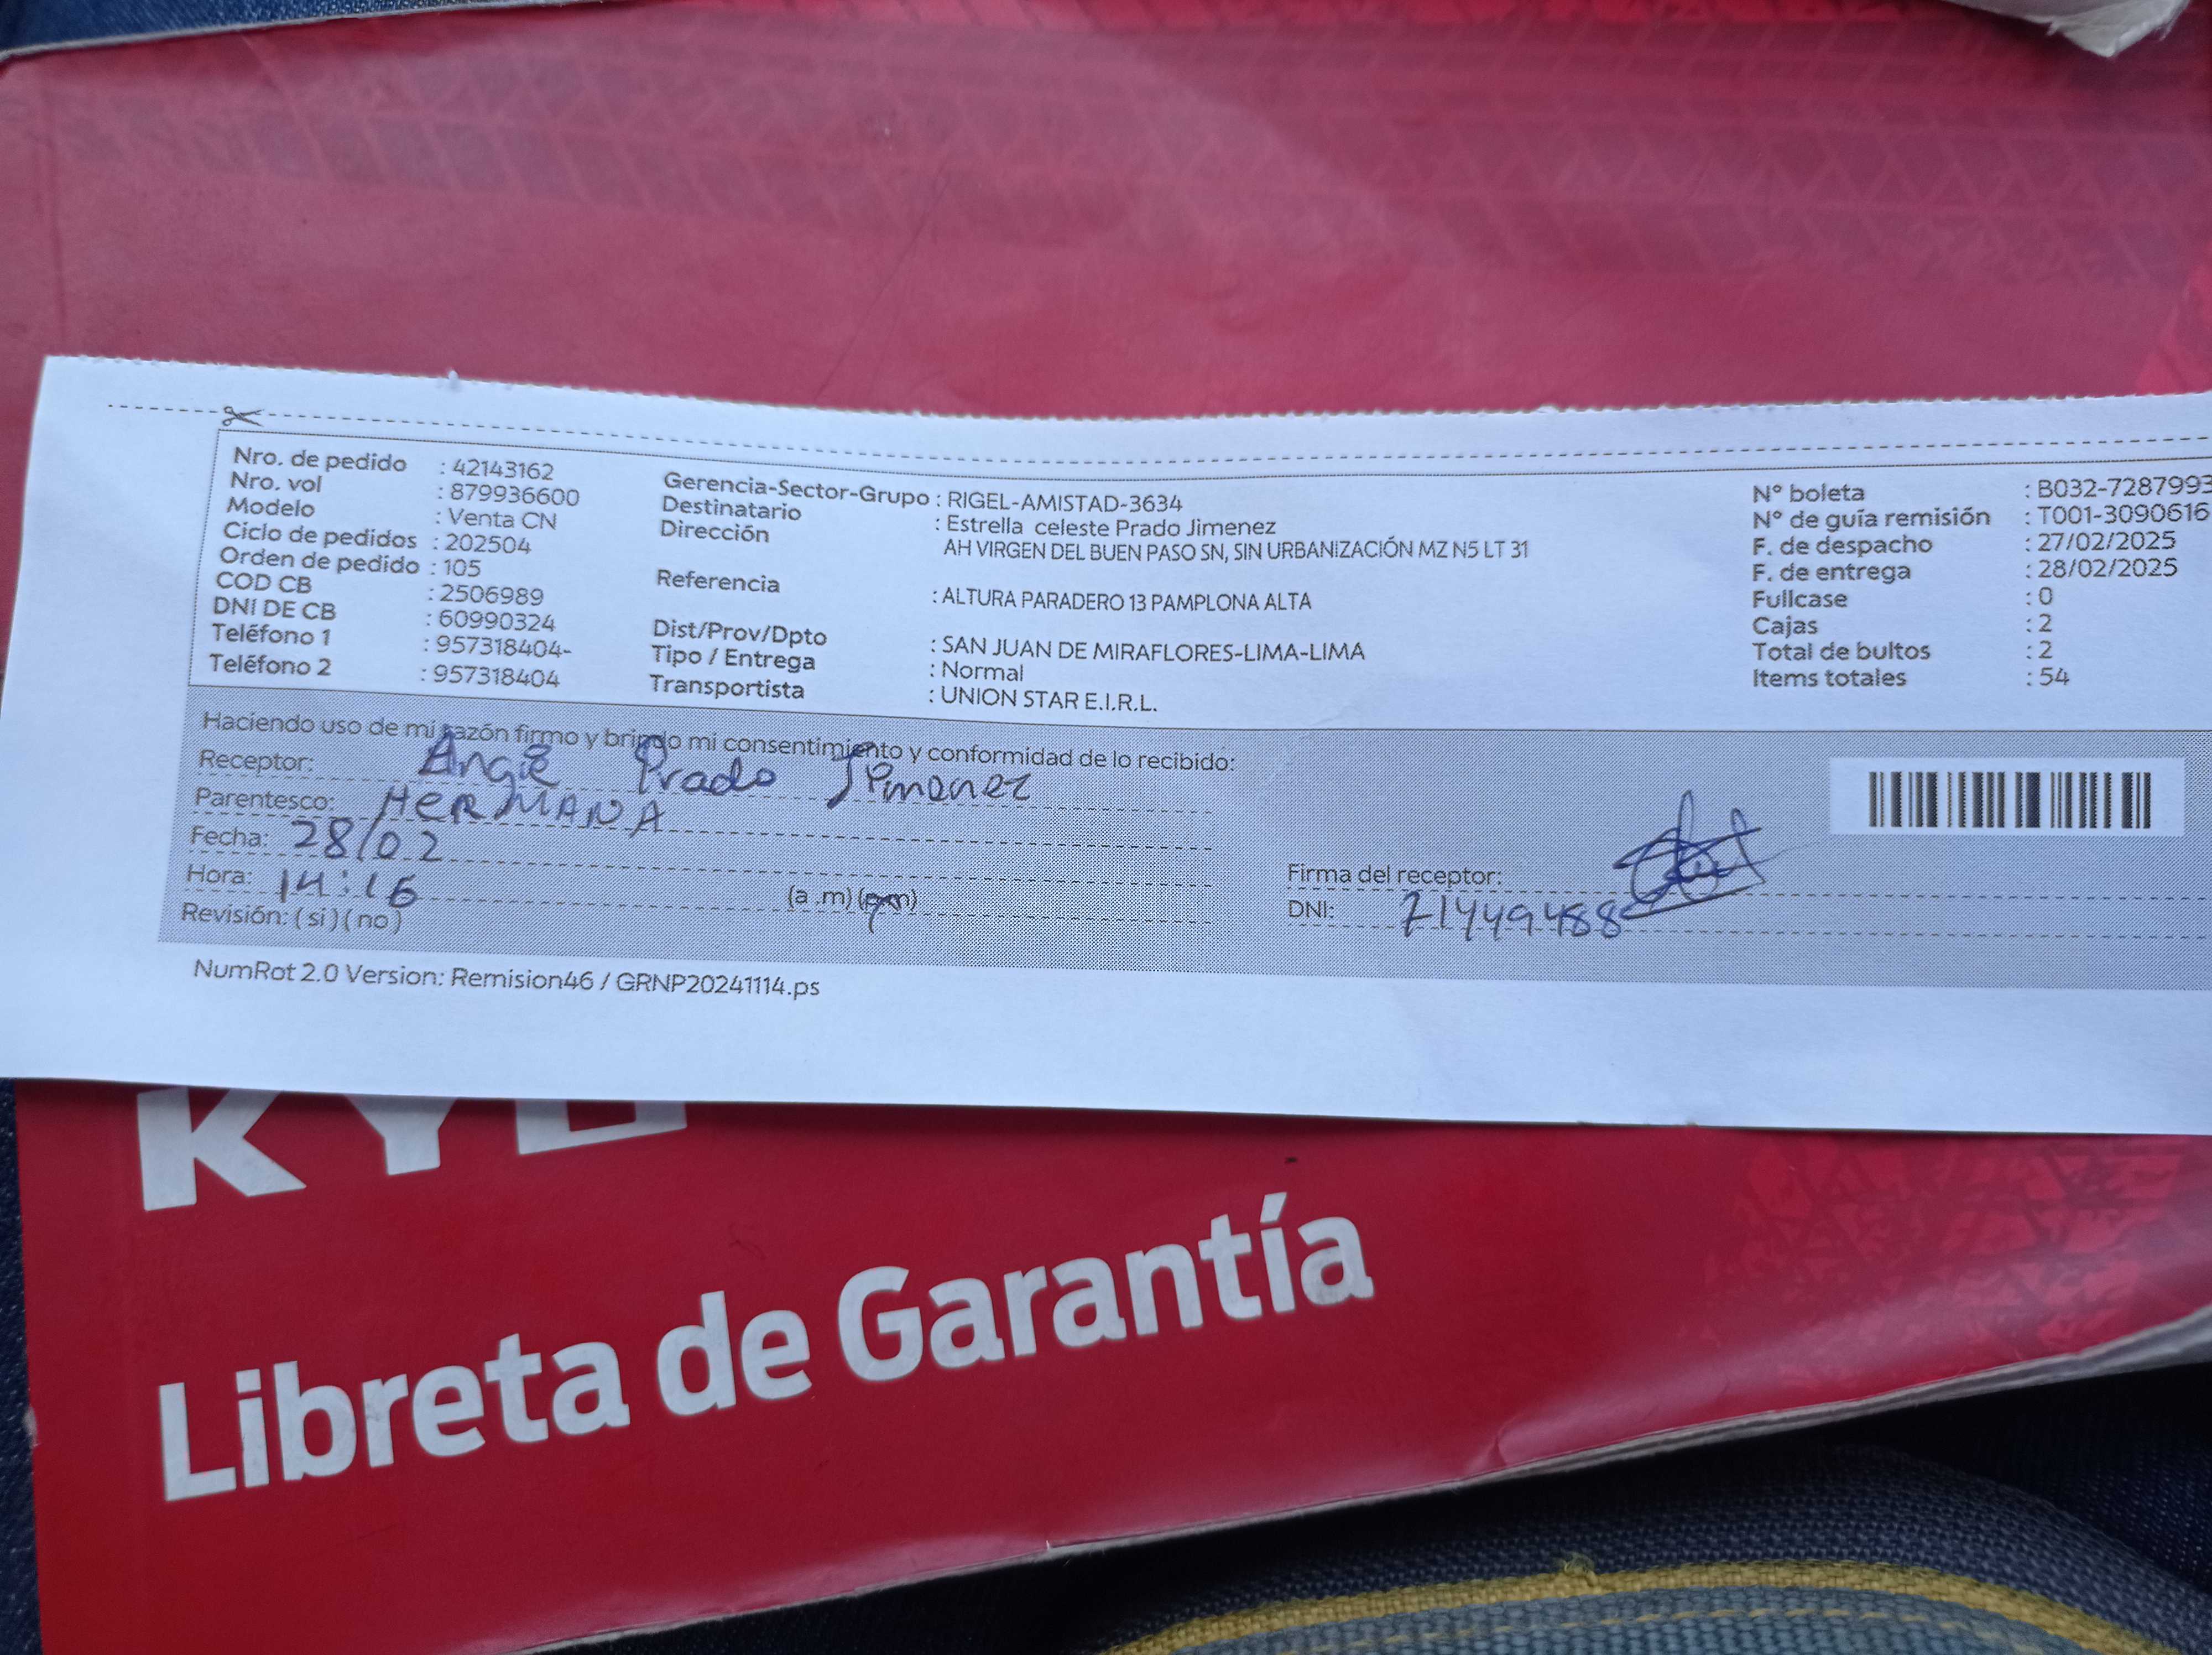 Nro. de pedido : 42143162
Nro. vol : 879936600
Modelo : Venta CN
Ciclo de pedidos : 202504
Orden de pedido : 105
COD CB : 2506989
DNI DE CB : 60990324
Teléfono 1 : 957318404-
Teléfono 2 : 957318404
Gerencia-Sector-Grupo : RIGEL-AMISTAD-3634
Destinatario : Estrella celeste Prado Jimenez
Dirección AH VIRGEN DEL BUEN PASO SN, SIN URBANIZACIÓN MZ N5 LT 31
Referencia : ALTURA PARADERO 13 PAMPLONA ALTA
Dist/Prov/Dpto : SAN JUAN DE MIRAFLORES-LIMA-LIMA
Tipo / Entrega : Normal
Transportista : UNION STAR E.I.R.L.
N° boleta : B032-7287993
N° de guía remisión : T001-3090616
F. de despacho : 27/02/2025
F. de entrega : 28/02/2025
Fullcase : 0
Cajas : 2
Total de bultos : 2
Items totales : 54
Haciendo uso de mi razón firmo y brindo mi consentimiento y conformidad de lo recibido:
Receptor: Angie Prado Jimenez
Parentesco: HERMANA
Fecha: 28/02
Hora: 14:16 (a .m) (p.m)
Revisión: ( si ) ( no )
Firma del receptor:
DNI: 71449488
NumRot 2.0 Version: Remision46 / GRNP20241114.ps
Libreta de Garantía